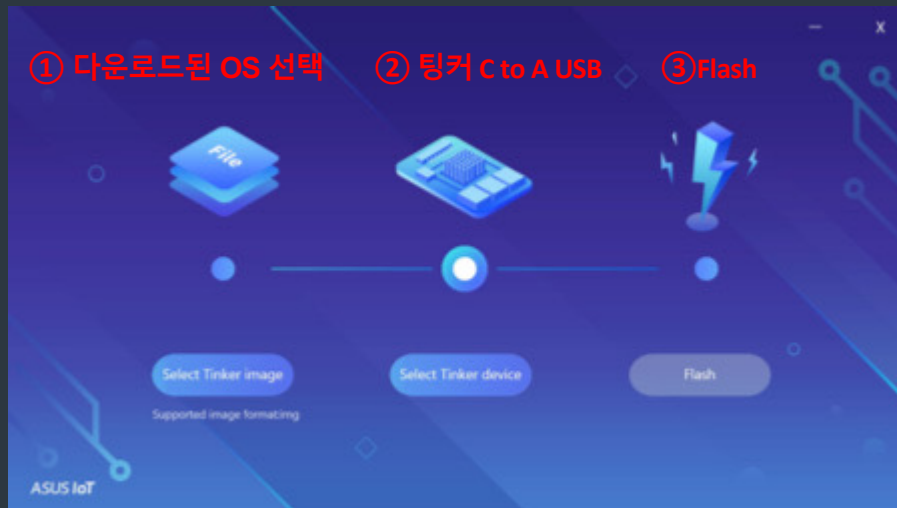 X
① 다운로드된 OS 선택 ② 팅커 C to A USB ③Flash
File
Select Tinker image Select Tinker device Flash
Supported image format:img
ASUS IoT